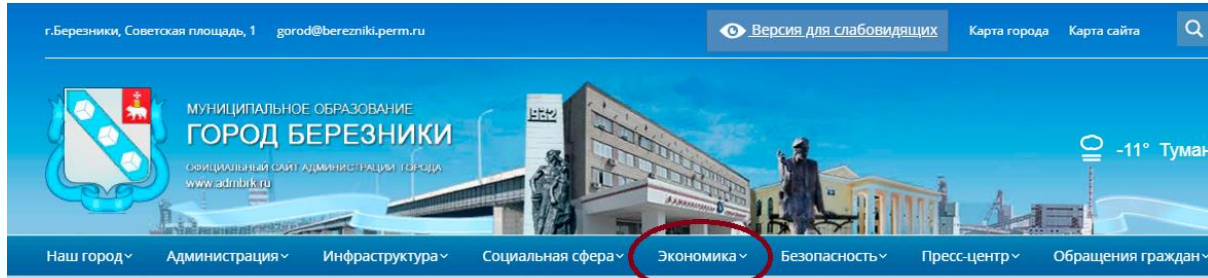 г.Березники, Советская площадь, 1 gorod@berezniki.perm.ru Версия для слабовидящих Карта города Карта сайта
1932
МУНИЦИПАЛЬНОЕ ОБРАЗОВАНИЕ
ГОРОД БЕРЕЗНИКИ
ОФИЦИАЛЬНЫЙ САЙТ АДМИНИСТРАЦИИ ГОРОДА
www.admbrk.ru
-11° Туман
Наш город Администрация Инфраструктура Социальная сфера Экономика Безопасность Пресс-центр Обращения граждан